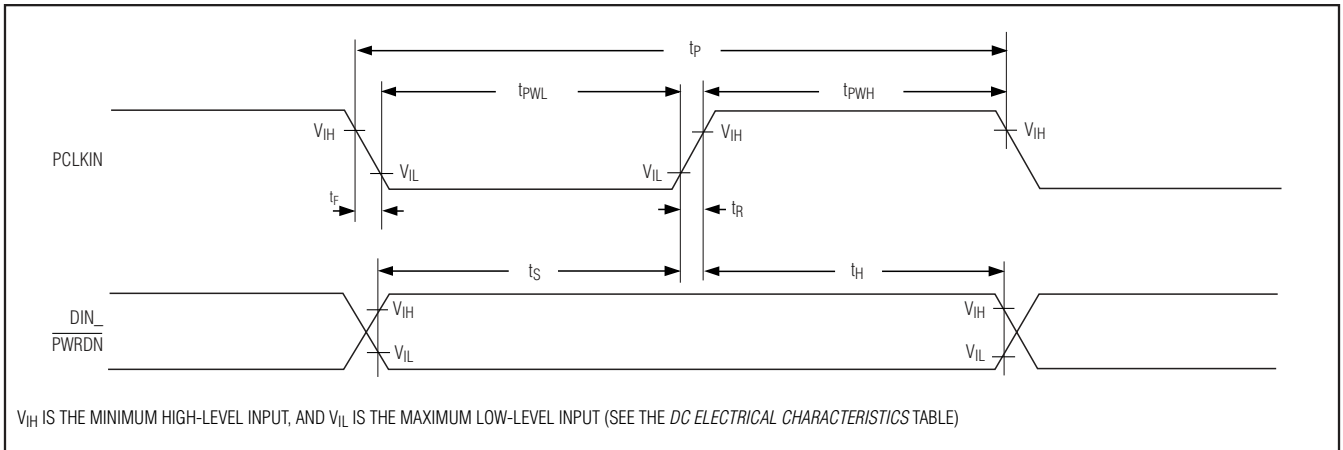 tP
tPWL
tPWH
VIH
VIH
VIH
PCLKIN
VIL
VIL
tF
tR
tS
tH
DIN_
VIH
VIH
PWRDN
VIL
VIL
VIH IS THE MINIMUM HIGH-LEVEL INPUT, AND VIL IS THE MAXIMUM LOW-LEVEL INPUT (SEE THE DC ELECTRICAL CHARACTERISTICS TABLE)